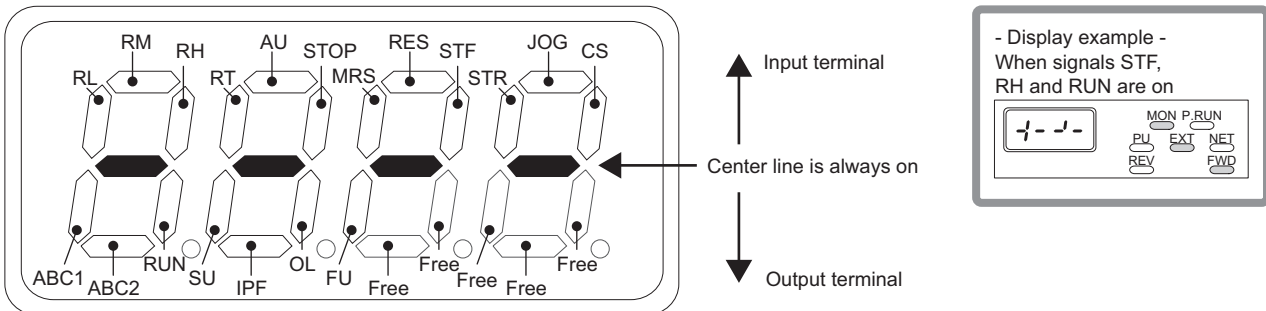 RM RH AU STOP RES STF JOG CS
RL RT MRS STR
Input terminal
Center line is always on
Output terminal
ABC1 ABC2 RUN SU IPF OL FU Free Free Free Free Free
- Display example -
When signals STF,
RH and RUN are on
MON P.RUN
PU EXT NET
REV FWD